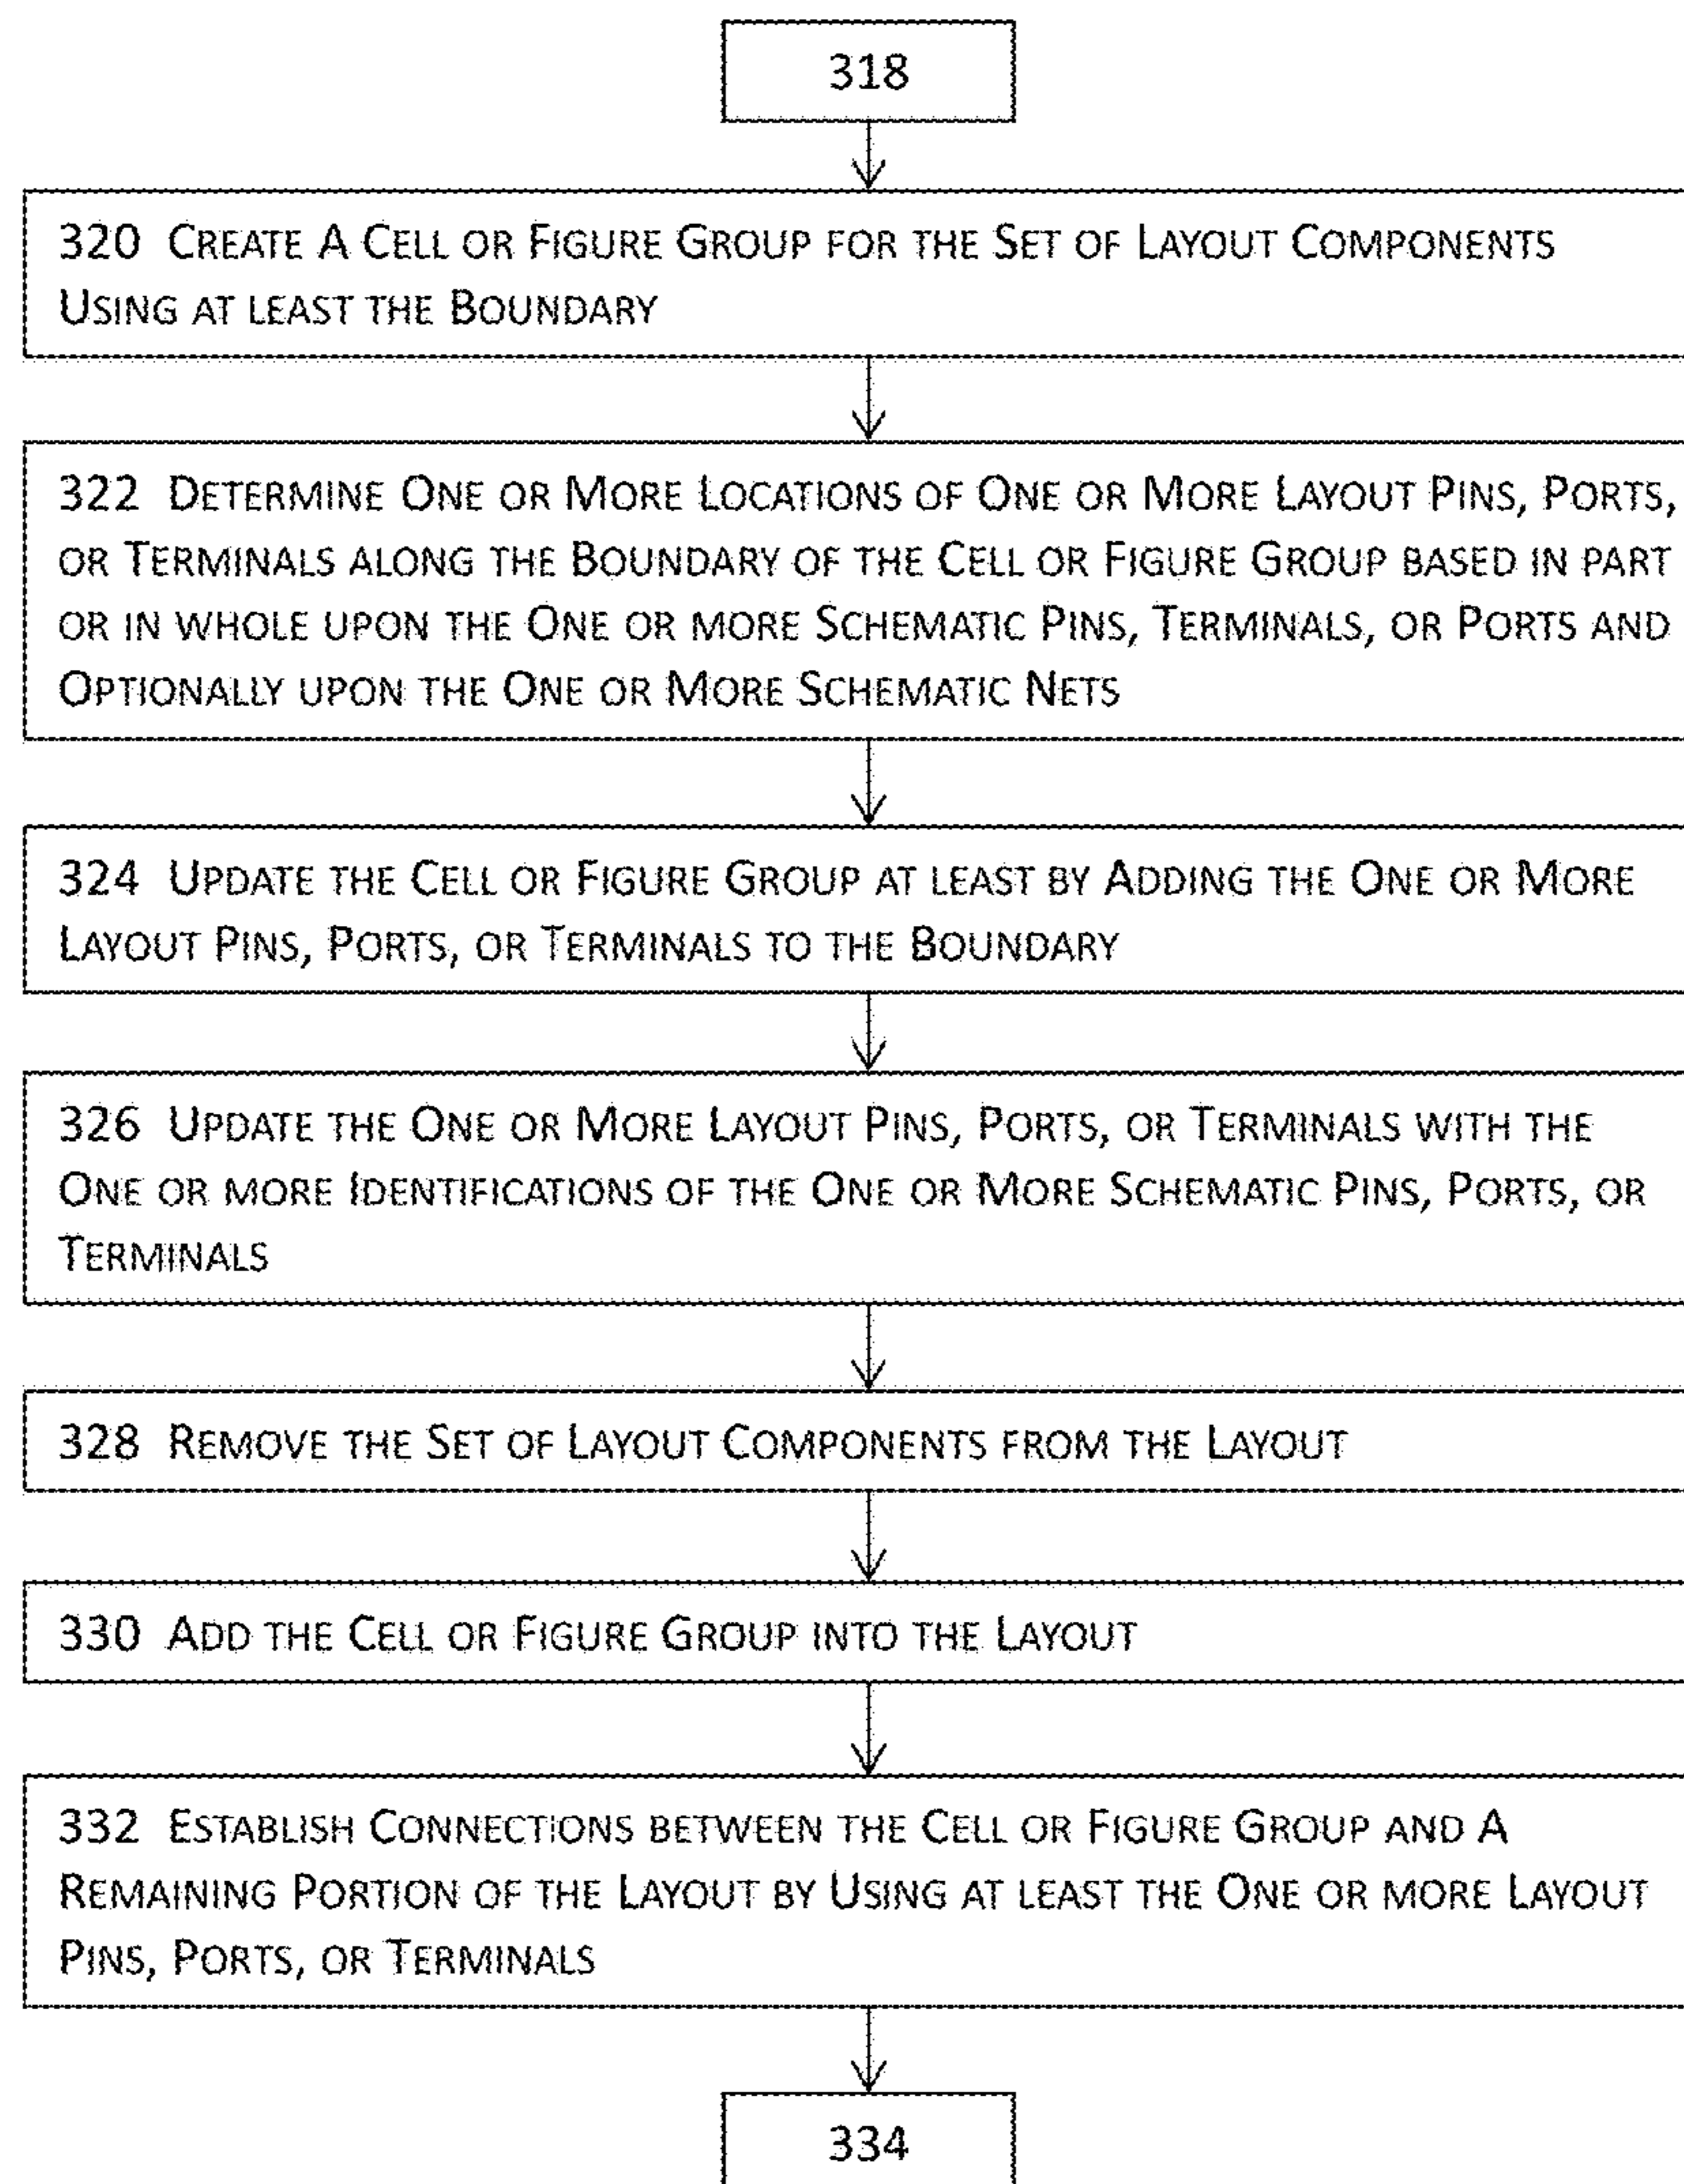 318
320 Create A Cell or Figure Group for the Set of Layout Components
Using at least the Boundary
322 Determine One or More Locations of One or More Layout Pins, Ports,
or Terminals along the Boundary of the Cell or Figure Group based in part
or in whole upon the One or more Schematic Pins, Terminals, or Ports and
Optionally upon the One or More Schematic Nets
324 Update the Cell or Figure Group at least by Adding the One or More
Layout Pins, Ports, or Terminals to the Boundary
326 Update the One or More Layout Pins, Ports, or Terminals with the
One or more Identifications of the One or More Schematic Pins, Ports, or
Terminals
328 Remove the Set of Layout Components from the Layout
330 Add the Cell or Figure Group into the Layout
332 Establish Connections between the Cell or Figure Group and A
Remaining Portion of the Layout by Using at least the One or more Layout
Pins, Ports, or Terminals
334